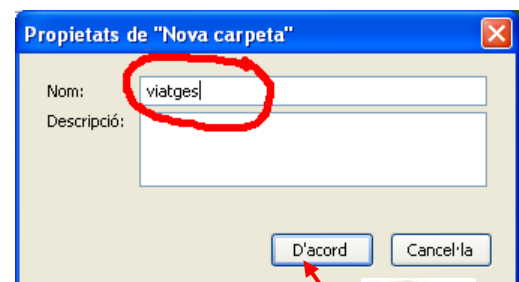 Propietats de "Nova carpeta"
Nom: viatges
Descripció:
D'acord Cancel·la